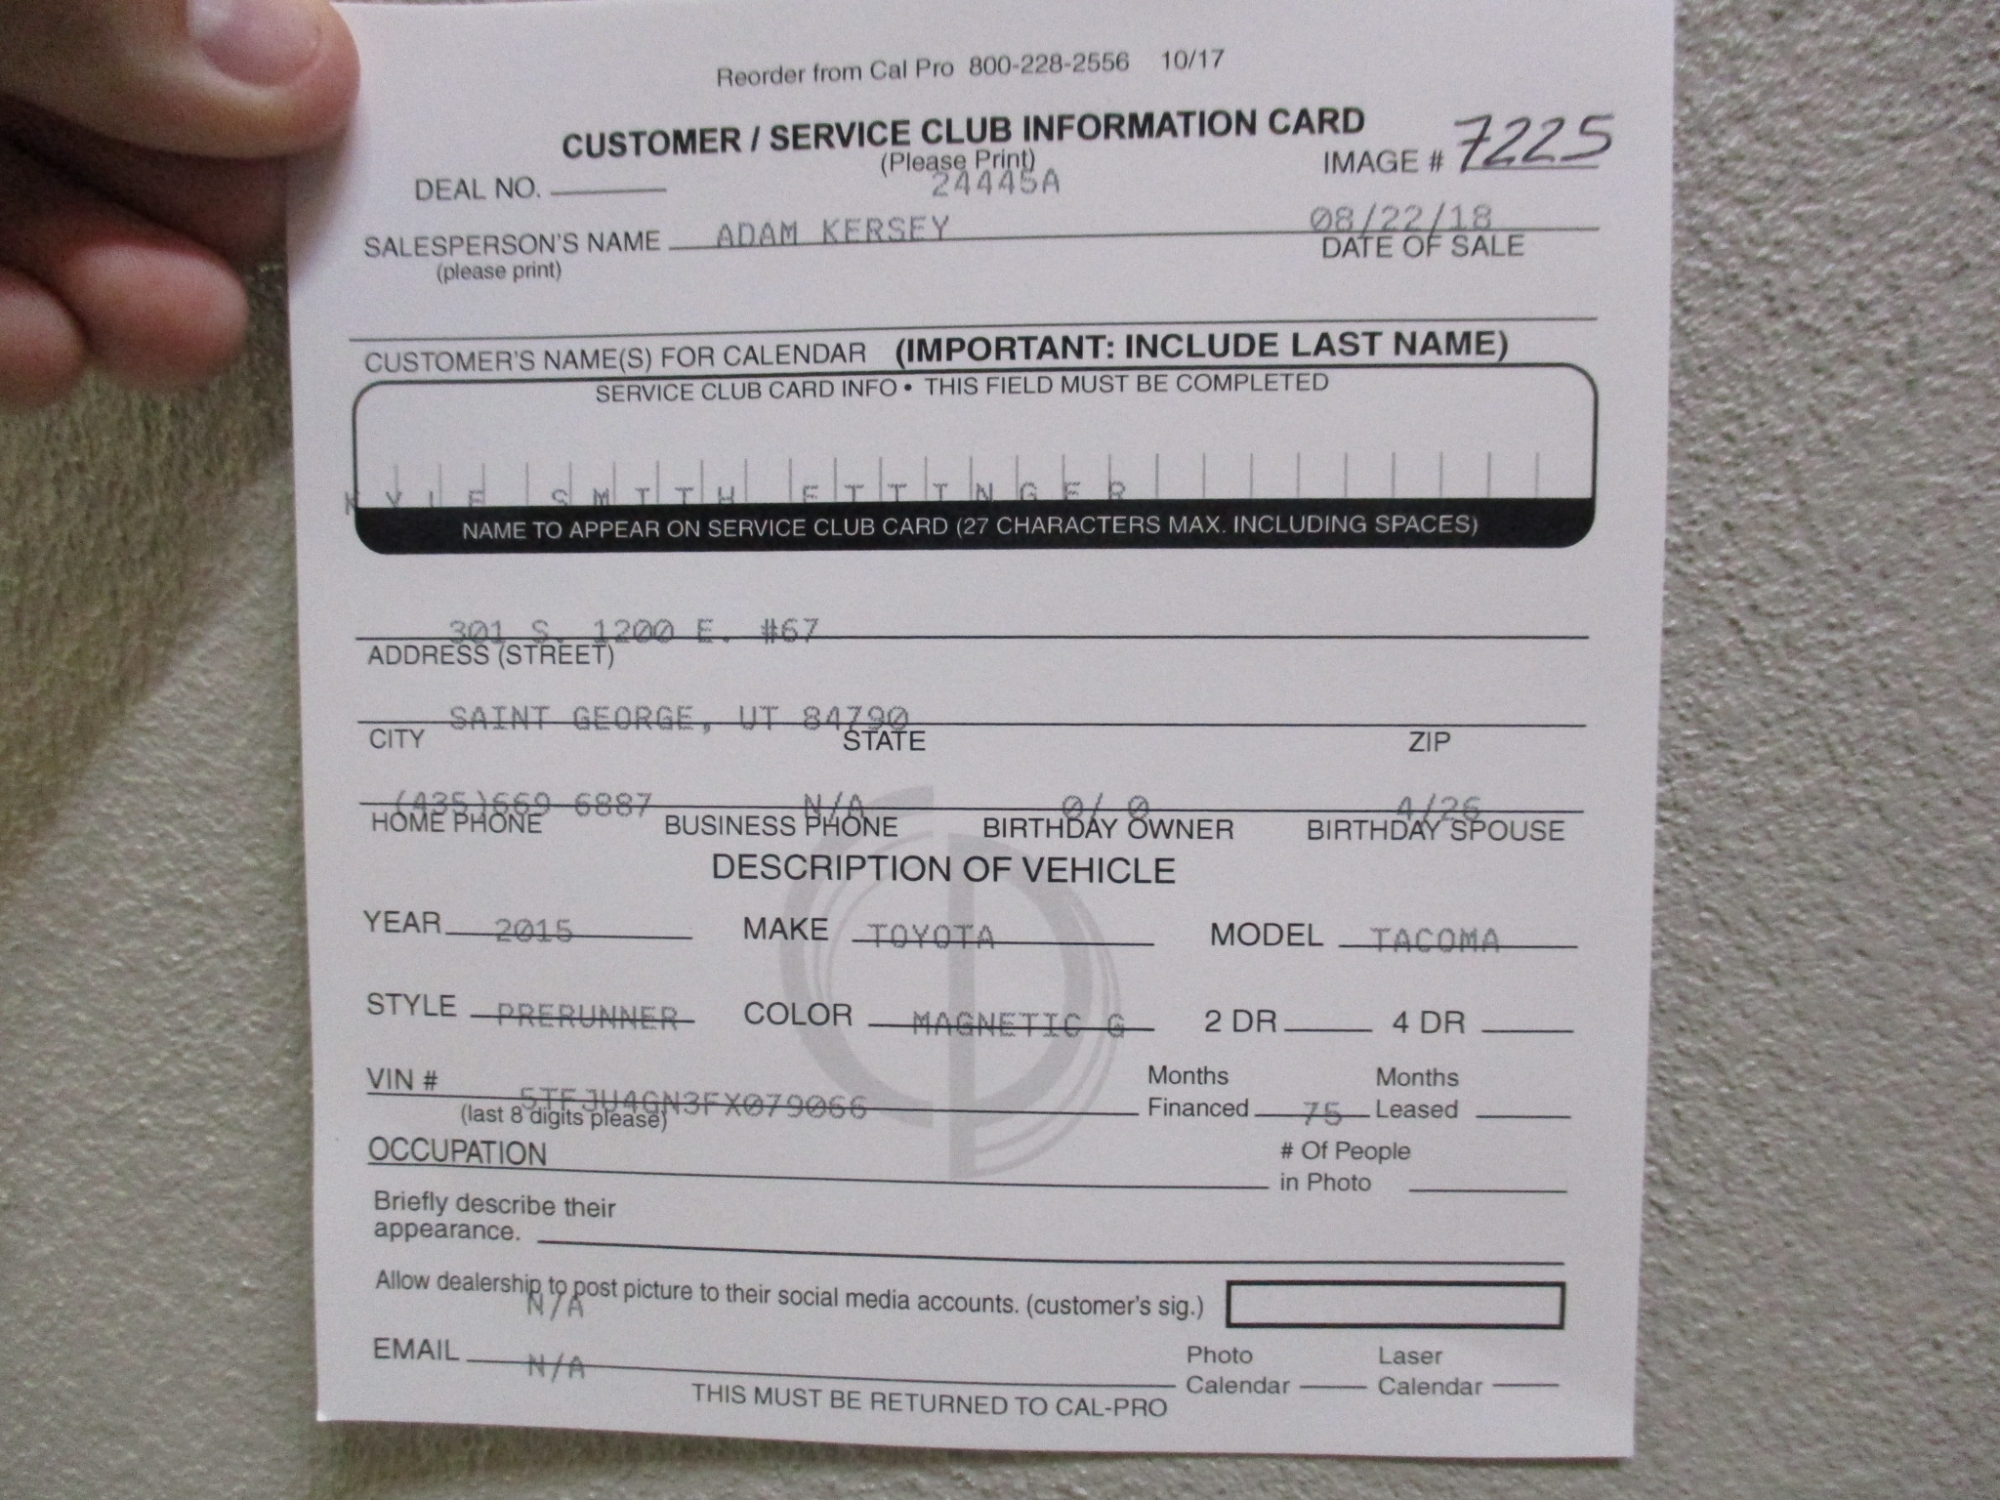 Reorder from Cal Pro 800-228-2556 10/17
CUSTOMER / SERVICE CLUB INFORMATION CARD
(Please Print)
IMAGE # 7225
DEAL NO. 24445A
SALESPERSON'S NAME ADAM KERSEY 08/22/18
(please print) DATE OF SALE
CUSTOMER'S NAME(S) FOR CALENDAR (IMPORTANT: INCLUDE LAST NAME)
SERVICE CLUB CARD INFO • THIS FIELD MUST BE COMPLETED
KYLE SMITH ETTINGER
NAME TO APPEAR ON SERVICE CLUB CARD (27 CHARACTERS MAX. INCLUDING SPACES)
301 S. 1200 E. #67
ADDRESS (STREET)
SAINT GEORGE, UT 84790
CITY STATE ZIP
(435)669 6887 N/A 0/ 0 4/26
HOME PHONE BUSINESS PHONE BIRTHDAY OWNER BIRTHDAY SPOUSE
DESCRIPTION OF VEHICLE
YEAR 2015 MAKE TOYOTA MODEL TACOMA
STYLE PRERUNNER COLOR MAGNETIC G 2 DR 4 DR
VIN # 5TFJU4GN3FX079066
(last 8 digits please)
Months Financed 75 Months Leased
OCCUPATION
# Of People in Photo
Briefly describe their
appearance.
Allow dealership to post picture to their social media accounts. (customer's sig.)
N/A
EMAIL N/A
Photo Calendar Laser Calendar
THIS MUST BE RETURNED TO CAL-PRO